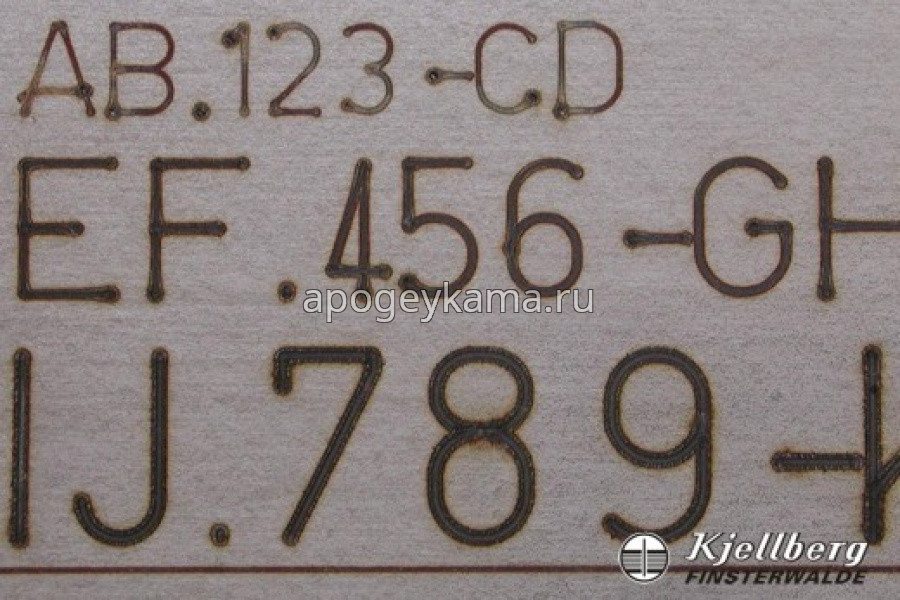 AB.123-CD
EF.456-GH
apogeykama.ru
IJ.789-K
Kjellberg
FINSTERWALDE